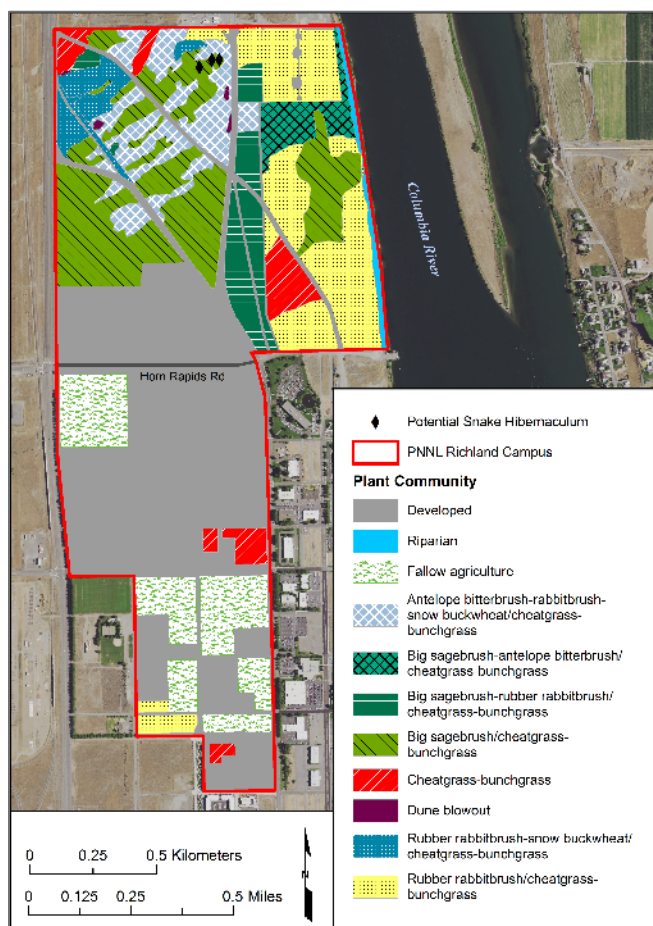 Columbia River
Horn Rapids Rd
Potential Snake Hibernaculum
PNNL Richland Campus
Plant Community
Developed
Riparian
Fallow agriculture
Antelope bitterbrush-rabbitbrush-
snow buckwheat/cheatgrass-
bunchgrass
Big sagebrush-antelope bitterbrush/
cheatgrass bunchgrass
Big sagebrush-rubber rabbitbrush/
cheatgrass-bunchgrass
Big sagebrush/cheatgrass-
bunchgrass
Cheatgrass-bunchgrass
Dune blowout
Rubber rabbitbrush-snow buckwheat/
cheatgrass-bunchgrass
Rubber rabbitbrush/cheatgrass-
bunchgrass
0 0.25 0.5 Kilometers
0 0.125 0.25 0.5 Miles
N